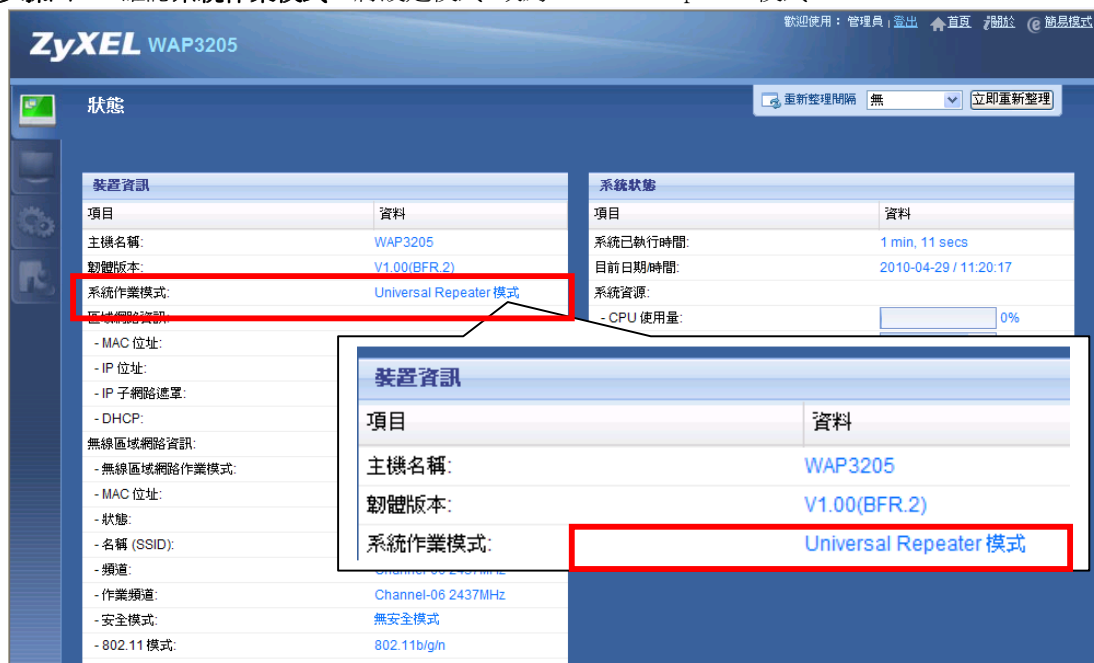 系統作業模式
歡迎使用： 管理員 | 登出 首頁 關於 簡易模式
ZyXEL WAP3205
狀態
重新整理間隔 無 立即重新整理
裝置資訊
項目 資料
主機名稱: WAP3205
韌體版本: V1.00(BFR.2)
系統作業模式: Universal Repeater 模式
區域網路資訊:
- MAC 位址:
- IP 位址:
- IP 子網路遮罩:
- DHCP:
無線區域網路資訊:
- 無線區域網路作業模式:
- MAC 位址:
- 狀態:
- 名稱 (SSID):
- 頻道: Channel-06 2437MHz
- 作業頻道: Channel-06 2437MHz
- 安全模式: 無安全模式
- 802.11 模式: 802.11b/g/n
系統狀態
項目 資料
系統已執行時間: 1 min, 11 secs
目前日期/時間: 2010-04-29 / 11:20:17
系統資源:
- CPU 使用量: 0%
裝置資訊
項目 資料
主機名稱: WAP3205
韌體版本: V1.00(BFR.2)
系統作業模式: Universal Repeater 模式